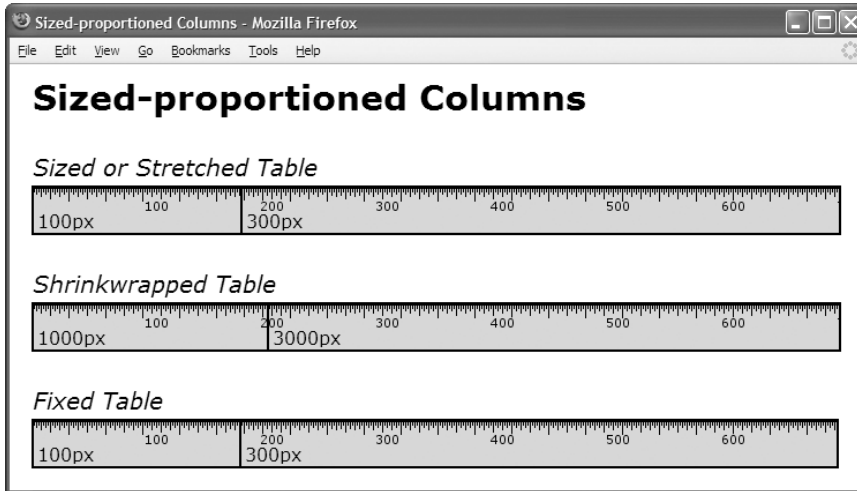 Sized-proportioned Columns - Mozilla Firefox
File Edit View Go Bookmarks Tools Help
Sized-proportioned Columns
Sized or Stretched Table
100 200 300 400 500 600
100px 300px
Shrinkwrapped Table
100 200 300 400 500 600
1000px 3000px
Fixed Table
100 200 300 400 500 600
100px 300px